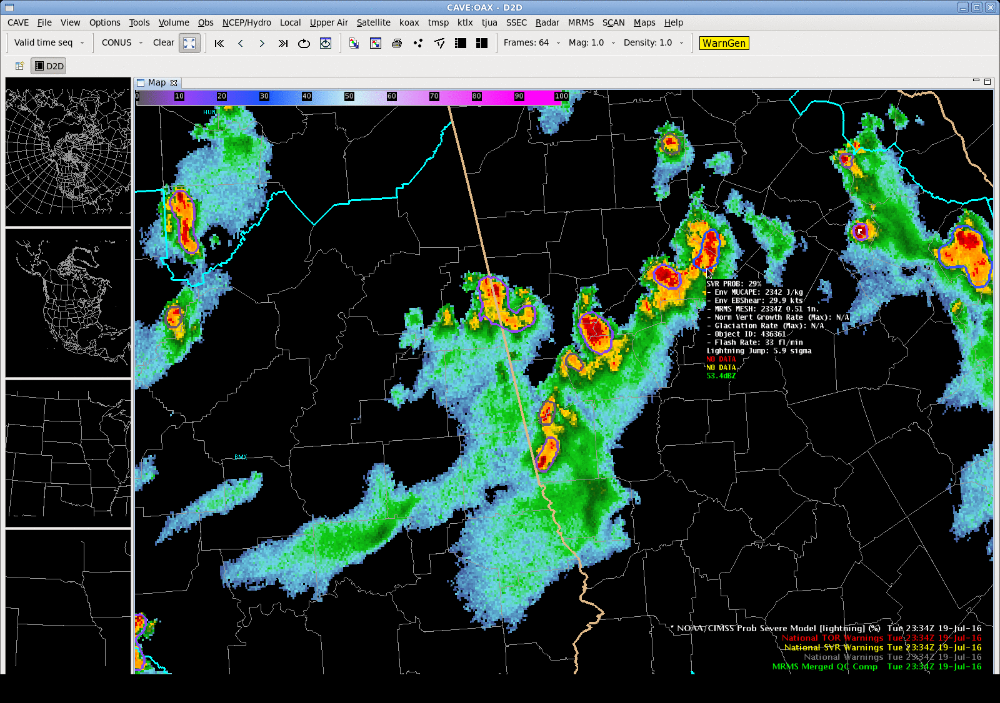 CAVE:OAX - D2D
CAVE File View Options Tools Volume Obs NCEP/Hydro Local Upper Air Satellite koax tmsp ktlx tjua SSEC Radar MRMS SCAN Maps Help
Valid time seq CONUS Clear Frames: 64 Mag: 1.0 Density: 1.0 WarnGen
D2D
Map
0 10 20 30 40 50 60 70 80 90 100
HUN
SVR PROB: 29%
- Env MUCAPE: 2342 J/kg
- Env EBShear: 29.9 kts
- MRMS MESH: 2334Z 0.51 in.
- Norm Vert Growth Rate (Max): N/A
- Glaciation Rate (Max): N/A
- Object ID: 436361
- Flash Rate: 33 fl/min
Lightning Jump: 5.9 sigma
NO DATA
NO DATA
53.4dBZ
BMX
* NOAA/CIMSS Prob Severe Model [lightning] (%) Tue 23:34Z 19-Jul-16
National TOR Warnings Tue 23:34Z 19-Jul-16
National SVR Warnings Tue 23:34Z 19-Jul-16
National Warnings Tue 23:34Z 19-Jul-16
MRMS Merged QC Comp Tue 23:34Z 19-Jul-16